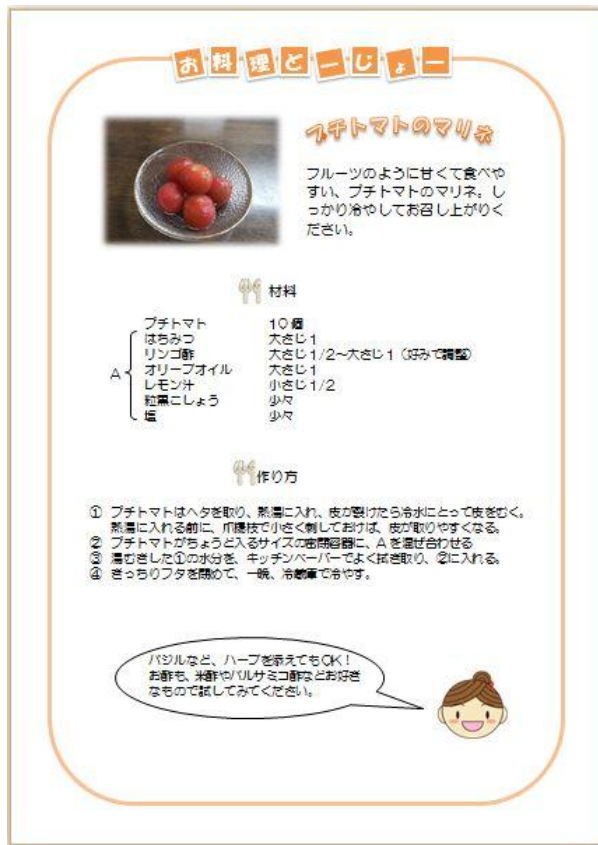 お料理どーじょー
プチトマトのマリネ
フルーツのように甘くて食べや
すい、プチトマトのマリネ。し
っかり冷やしてお召し上がりく
ださい。
材料
プチトマト 10個
はちみつ 大さじ1
リンゴ酢 大さじ1/2～大さじ1（好みで調整）
オリーブオイル 大さじ1
A レモン汁 小さじ1/2
粒黒こしょう 少々
塩 少々
作り方
① プチトマトはヘタを取り、熱湯に入れ、皮が裂けたら冷水にとって皮をむく。
熱湯に入れる前に、爪楊枝で小さく刺しておけば、皮が取りやすくなる。
② プチトマトがちょうど入るサイズの密閉容器に、Aを混ぜ合わせる
③ 湯むきした①の水分を、キッチンペーパーでよく拭き取り、②に入れる。
④ きっちりフタを閉めて、一晩、冷蔵庫で冷やす。
バジルなど、ハーブを添えてもOK！
お酢も、米酢やバルサミコ酢などお好き
なもので試してみてください。